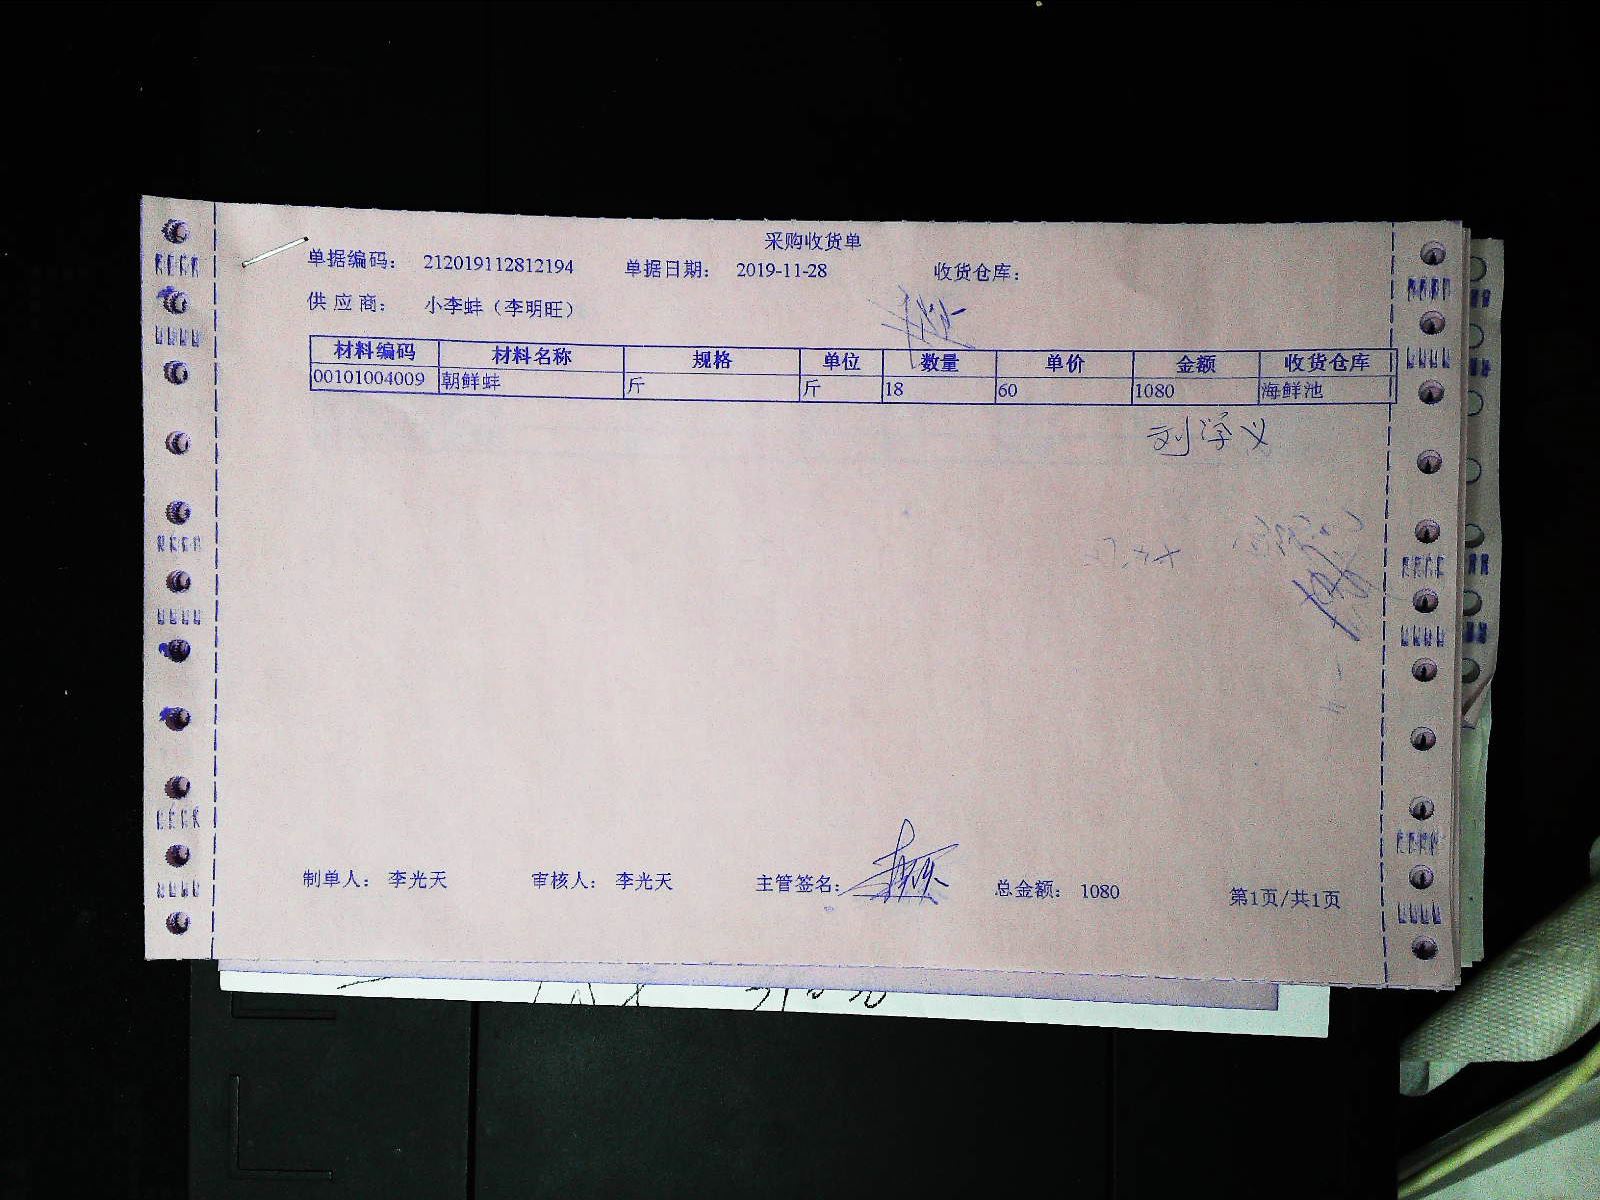 采购收货单
单据编码： 212019112812194 单据日期： 2019-11-28 收货仓库：
供应商： 小李蚌（李明旺）
材料编码 材料名称 规格 单位 数量 单价 金额 收货仓库
00101004009 朝鲜蚌 斤 斤 18 60 1080 海鲜池
刘学义
制单人： 李光天 审核人： 李光天 主管签名： 总金额： 1080 第1页/共1页